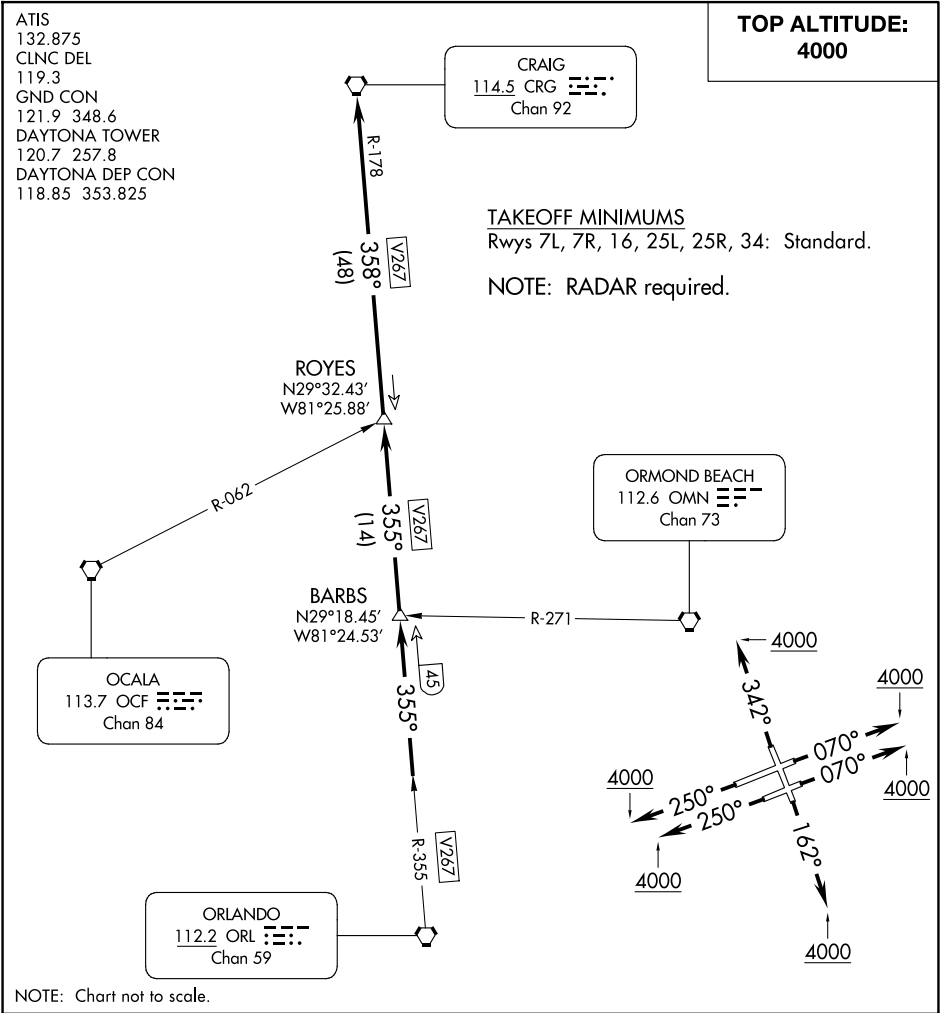 ATIS
132.875
CLNC DEL
119.3
GND CON
121.9 348.6
DAYTONA TOWER
120.7 257.8
DAYTONA DEP CON
118.85 353.825
TOP ALTITUDE:
4000
CRAIG
114.5 CRG
Chan 92
R-178
TAKEOFF MINIMUMS
Rwys 7L, 7R, 16, 25L, 25R, 34: Standard.
NOTE: RADAR required.
V267
358°
(48)
ROYES
N29°32.43'
W81°25.88'
R-062
V267
355°
(14)
ORMOND BEACH
112.6 OMN
Chan 73
BARBS
N29°18.45'
W81°24.53'
R-271
OCALA
113.7 OCF
Chan 84
45
355°
4000
342°
4000
070°
070°
4000
4000
250°
250°
4000
162°
4000
R-355
V267
ORLANDO
112.2 ORL
Chan 59
NOTE: Chart not to scale.